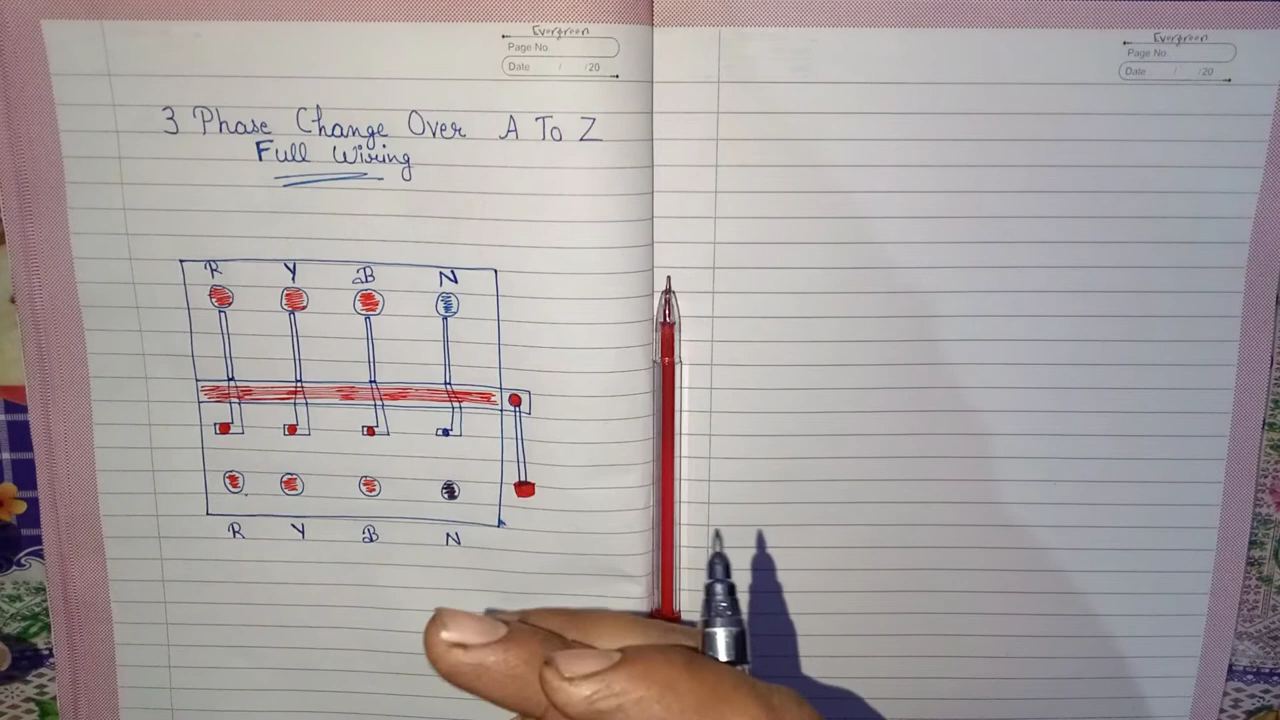 Evergreen
Page No.
Date / /20
Evergreen
Page No.
Date / /20
3 Phase Change Over A To Z
Full Wiring
R Y B N
R Y B N